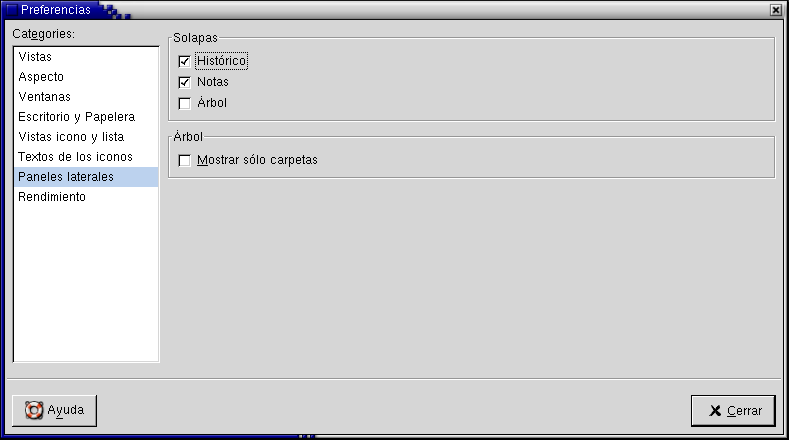 Preferencias
Categories:
Vistas
Aspecto
Ventanas
Escritorio y Papelera
Vistas icono y lista
Textos de los iconos
Paneles laterales
Rendimiento
Solapas
Histórico
Notas
Árbol
Árbol
Mostrar sólo carpetas
Ayuda
Cerrar